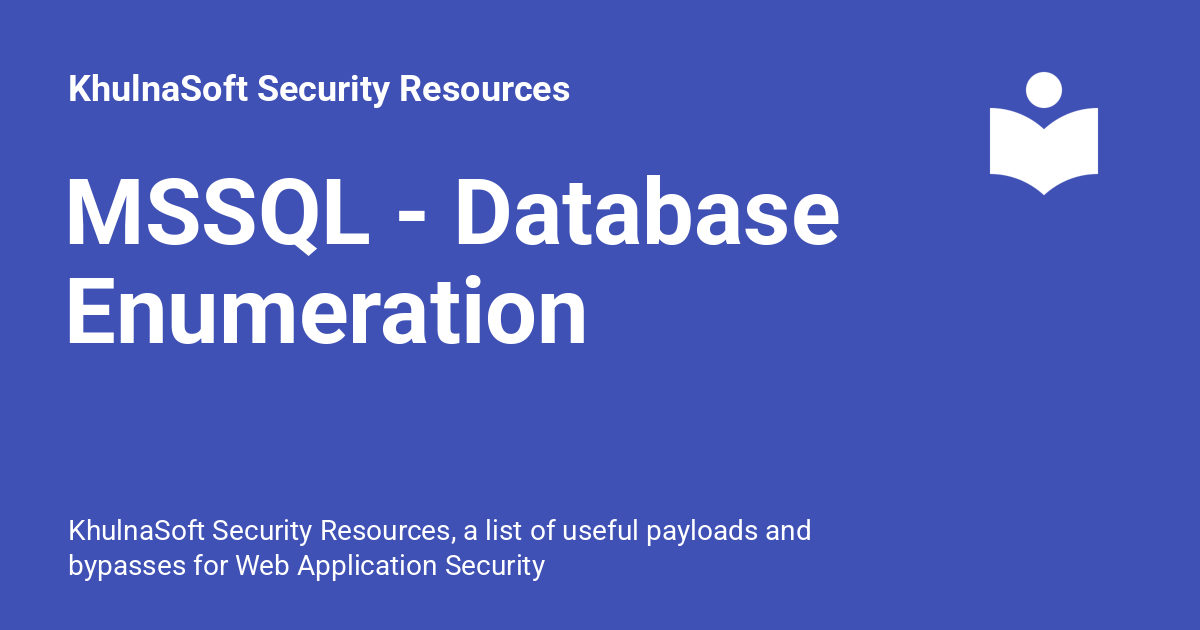 KhulnaSoft Security Resources
MSSQL - Database
Enumeration
KhulnaSoft Security Resources, a list of useful payloads and
bypasses for Web Application Security